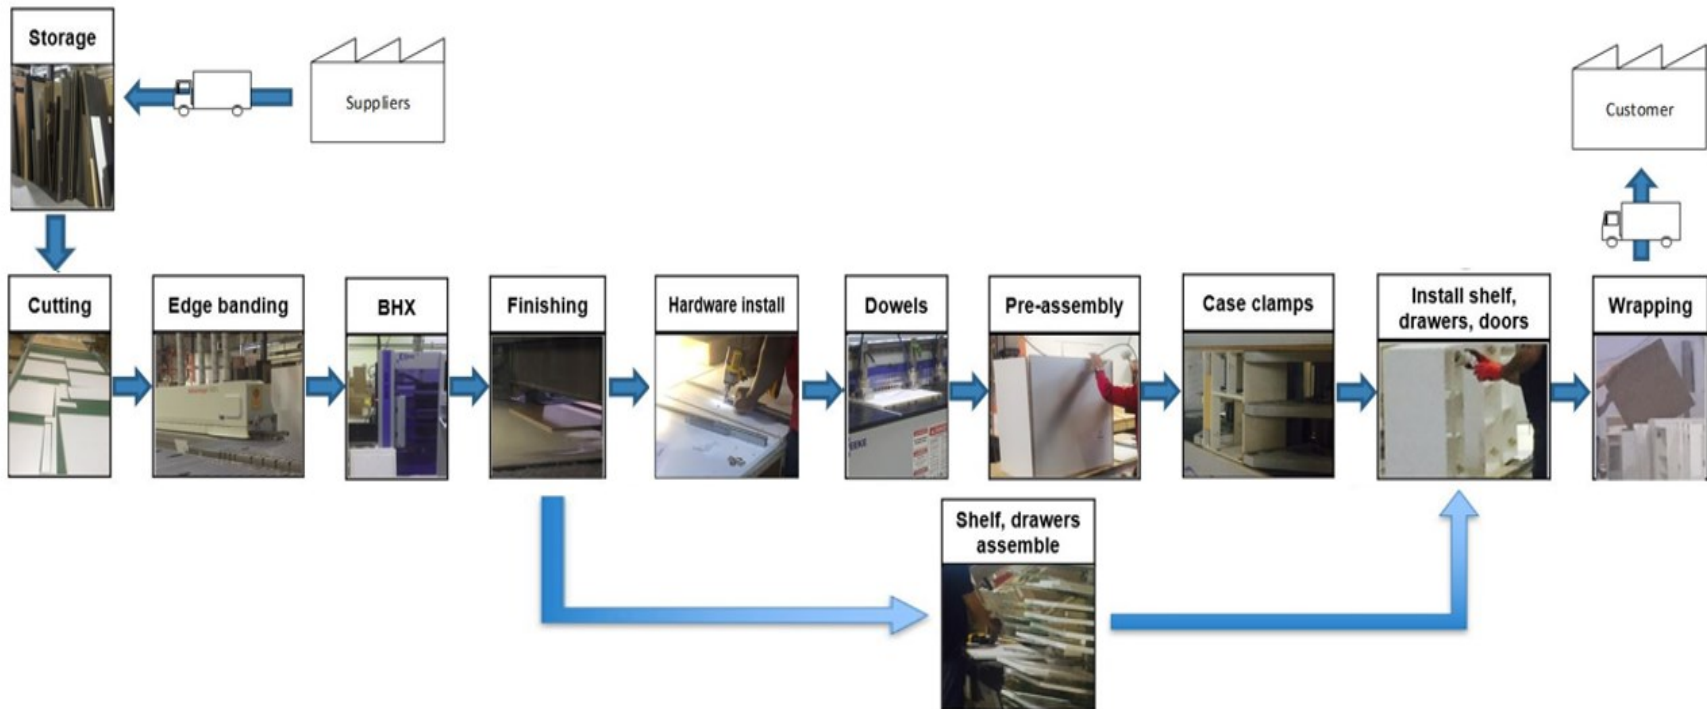 Storage
Suppliers
Customer
Cutting
Edge banding
BHX
Finishing
Hardware install
Dowels
Pre-assembly
Case clamps
Install shelf,
drawers, doors
Wrapping
Shelf, drawers
assemble